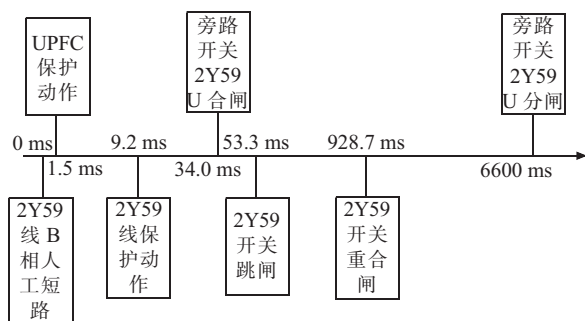 UPFC
保护
动作
旁路
开关
2Y59
U 合闸
旁路
开关
2Y59
U 分闸
0 ms
9.2 ms
53.3 ms
928.7 ms
1.5 ms
34.0 ms
6600 ms
2Y59
线 B
相人
工短
路
2Y59
线保
护动
作
2Y59
开关
跳闸
2Y59
开关
重合
闸